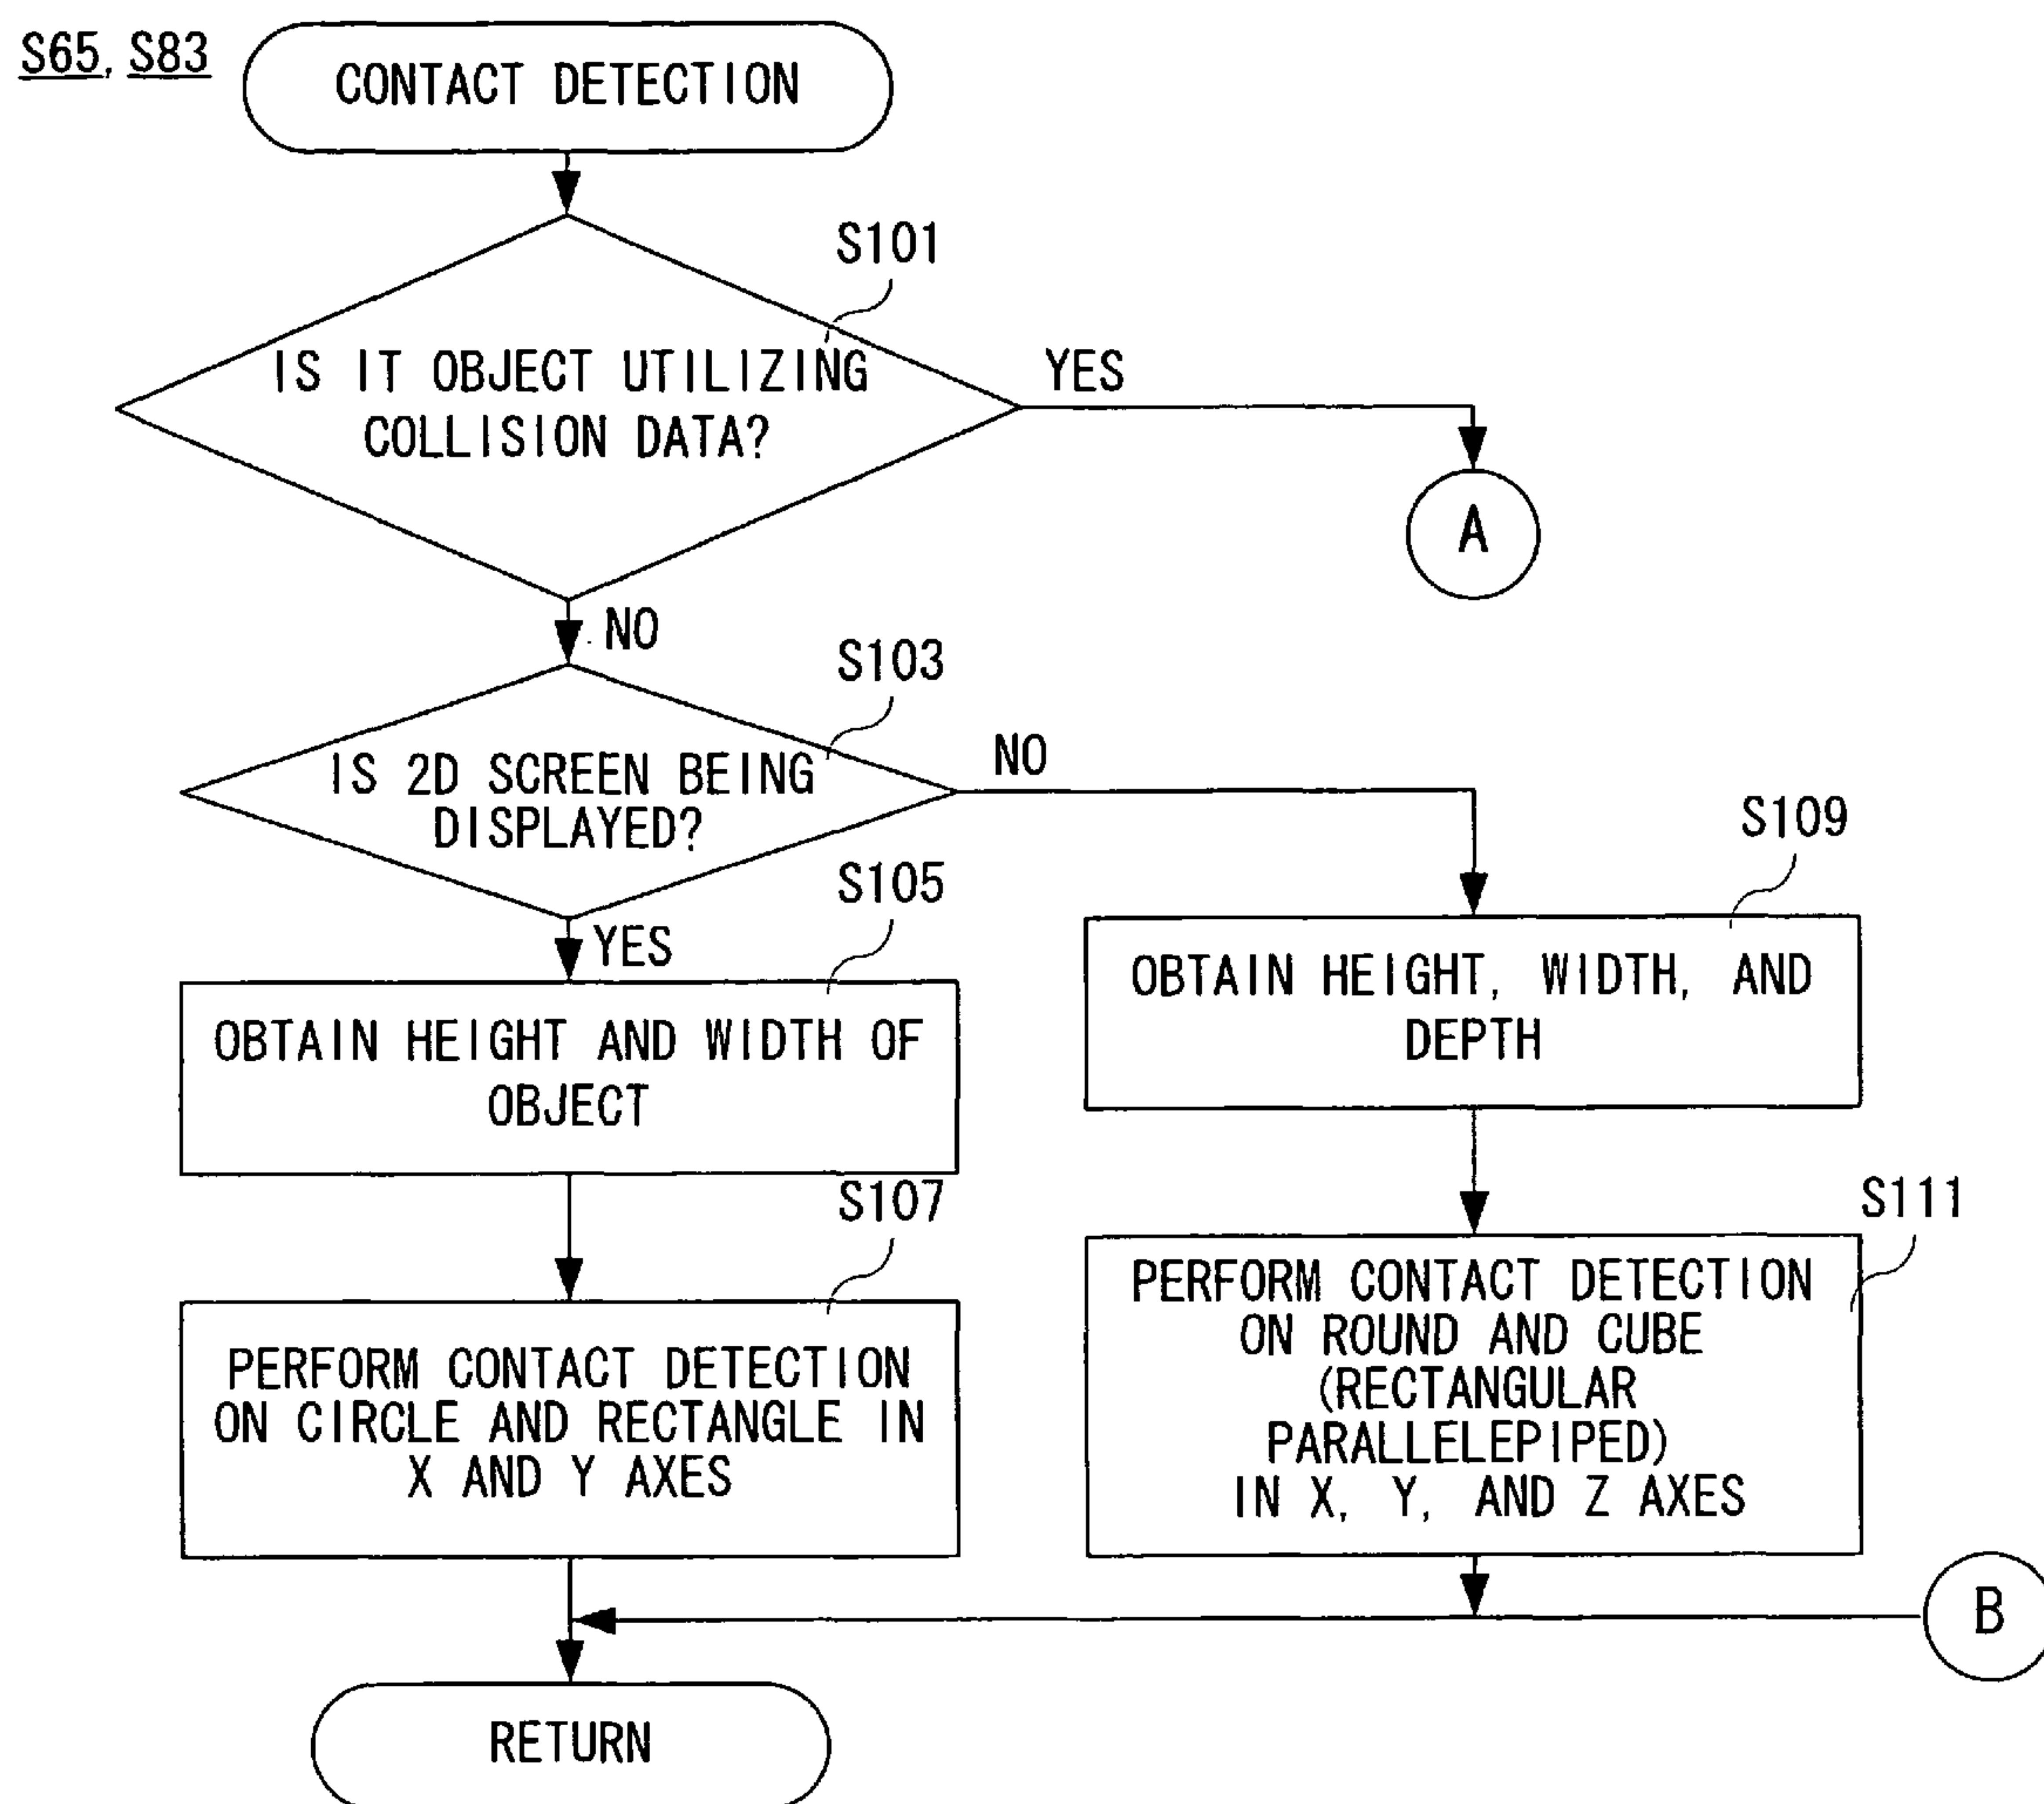 S65, S83
CONTACT DETECTION
S101
IS IT OBJECT UTILIZING
COLLISION DATA?
YES
A
NO
S103
IS 2D SCREEN BEING
DISPLAYED?
NO
YES
S105
OBTAIN HEIGHT AND WIDTH OF
OBJECT
S109
OBTAIN HEIGHT, WIDTH, AND
DEPTH
S107
PERFORM CONTACT DETECTION
ON CIRCLE AND RECTANGLE IN
X AND Y AXES
S111
PERFORM CONTACT DETECTION
ON ROUND AND CUBE
(RECTANGULAR
PARALLELEPIPED)
IN X, Y, AND Z AXES
B
RETURN